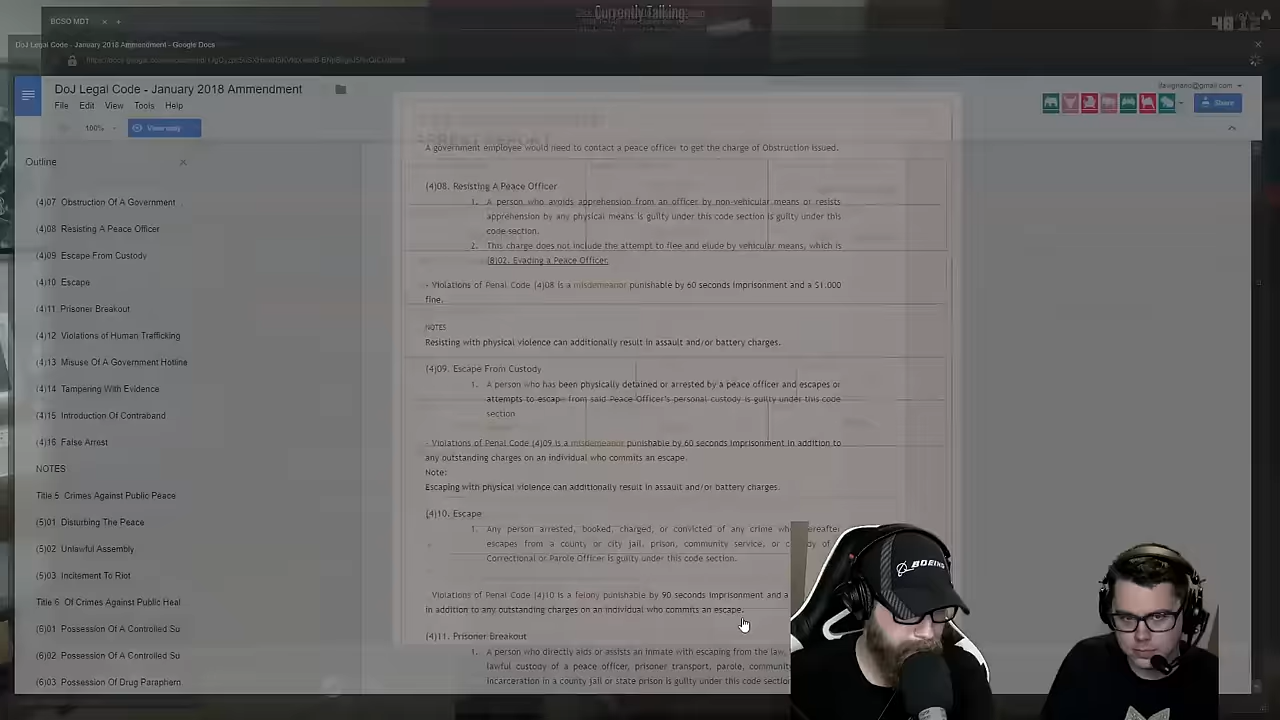 BCSO MDT
Currently Talking
DoJ Legal Code - January 2018 Ammendment - Google Docs
DoJ Legal Code - January 2018 Ammendment
File Edit View Tools Help
Share
100%
View only
Outline
(4)07 Obstruction Of A Government
(4)08 Resisting A Peace Officer
(4)09 Escape From Custody
(4)10 Escape
(4)11 Prisoner Breakout
(4)12 Violations of Human Trafficking
(4)13 Misuse Of A Government Hotline
(4)14 Tampering With Evidence
(4)15 Introduction Of Contraband
(4)16 False Arrest
NOTES
Title 5 Crimes Against Public Peace
(5)01 Disturbing The Peace
(5)02 Unlawful Assembly
(5)03 Incitement To Riot
Title 6 Of Crimes Against Public Heal
(6)01 Possession Of A Controlled Su
(6)02 Possession Of A Controlled Su
(6)03 Possession Of Drug Paraphern
A government employee would need to contact a peace officer to get the charge of Obstruction issued.
(4)08. Resisting A Peace Officer
1. A person who avoids apprehension from an officer by non-vehicular means or resists
apprehension by any physical means is guilty under this code section is guilty under this
code section.
2. This charge does not include the attempt to flee and elude by vehicular means, which is
(8)02. Evading a Peace Officer.
- Violations of Penal Code (4)08 is a misdemeanor punishable by 60 seconds imprisonment and a $1,000
fine.
NOTES
Resisting with physical violence can additionally result in assault and/or battery charges.
(4)09. Escape From Custody
1. A person who has been physically detained or arrested by a peace officer and escapes or
attempts to escape from said Peace Officer's personal custody is guilty under this code
section
- Violations of Penal Code (4)09 is a misdemeanor punishable by 60 seconds imprisonment in addition to
any outstanding charges on an individual who commits an escape.
Note:
Escaping with physical violence can additionally result in assault and/or battery charges.
(4)10. Escape
1. Any person arrested, booked, charged, or convicted of any crime who
escapes from a county or city jail, prison, community service, or
Correctional or Parole Officer is guilty under this code section.
Violations of Penal Code (4)10 is a felony punishable by 90 seconds imprisonment and a
in addition to any outstanding charges on an individual who commits an escape.
(4)11. Prisoner Breakout
1. A person who directly aids or assists an inmate with escaping from the law,
lawful custody of a peace officer, prisoner transport, parole, community
incarceration in a county jail or state prison is guilty under this code section
BOEING